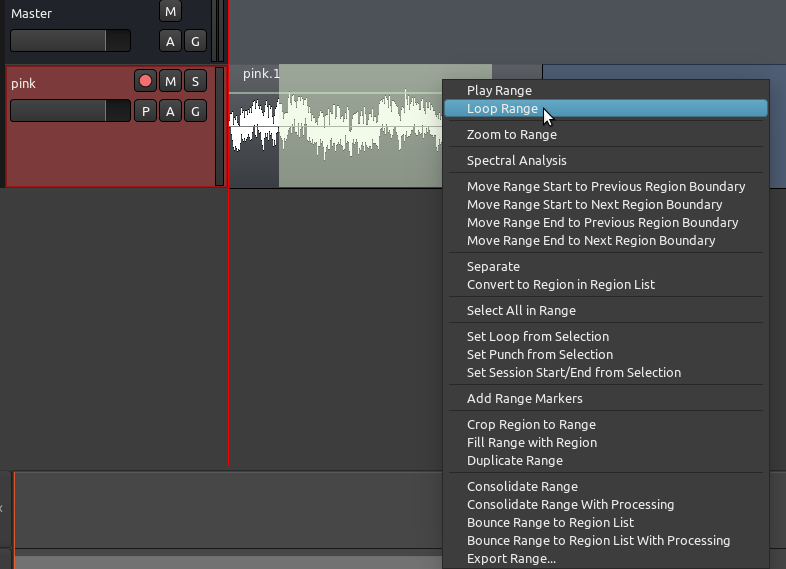 Master
M
A G
pink
M S
P A G
pink.1
Play Range
Loop Range
Zoom to Range
Spectral Analysis
Move Range Start to Previous Region Boundary
Move Range Start to Next Region Boundary
Move Range End to Previous Region Boundary
Move Range End to Next Region Boundary
Separate
Convert to Region in Region List
Select All in Range
Set Loop from Selection
Set Punch from Selection
Set Session Start/End from Selection
Add Range Markers
Crop Region to Range
Fill Range with Region
Duplicate Range
Consolidate Range
Consolidate Range With Processing
Bounce Range to Region List
Bounce Range to Region List With Processing
Export Range...